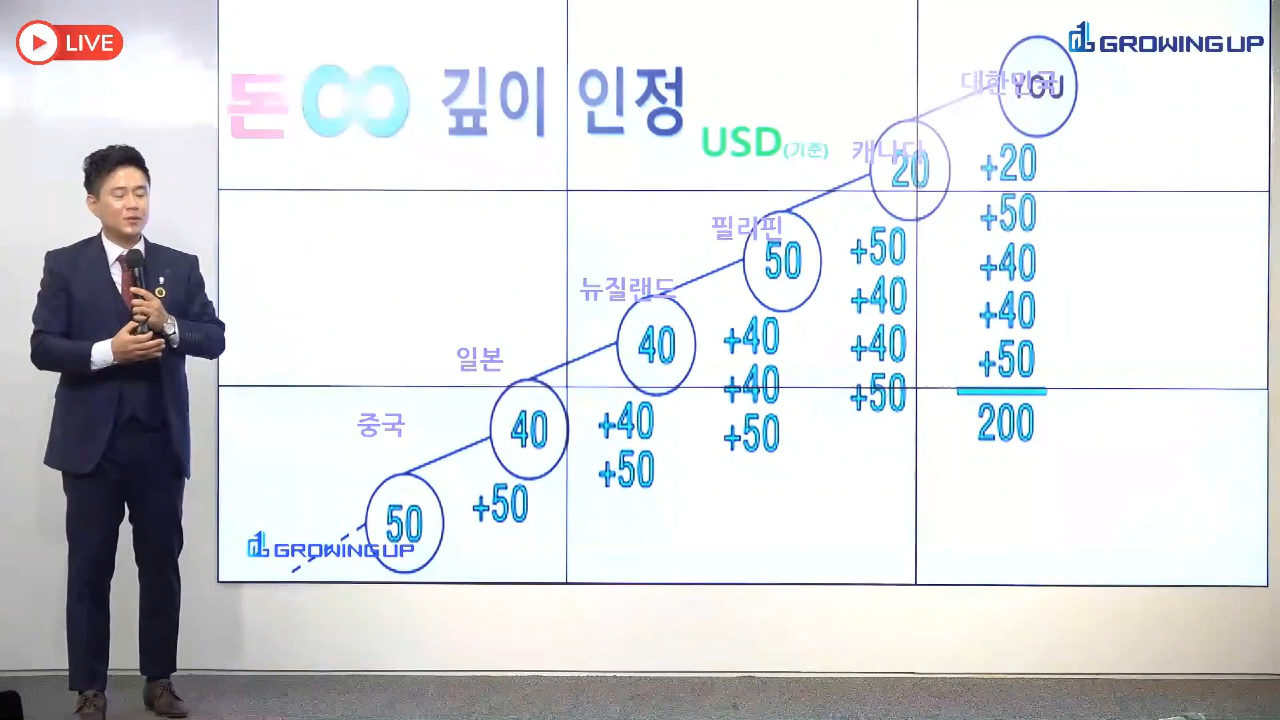 LIVE
GROWING UP
돈 깊이 인정
USD(기준)
대한민국
YOU
캐나다
20
+20
+50
+40
+40
+50
200
필리핀
50
+50
+40
+40
+50
뉴질랜드
40
+40
+40
+50
일본
40
+40
+50
중국
50
+50
GROWING UP